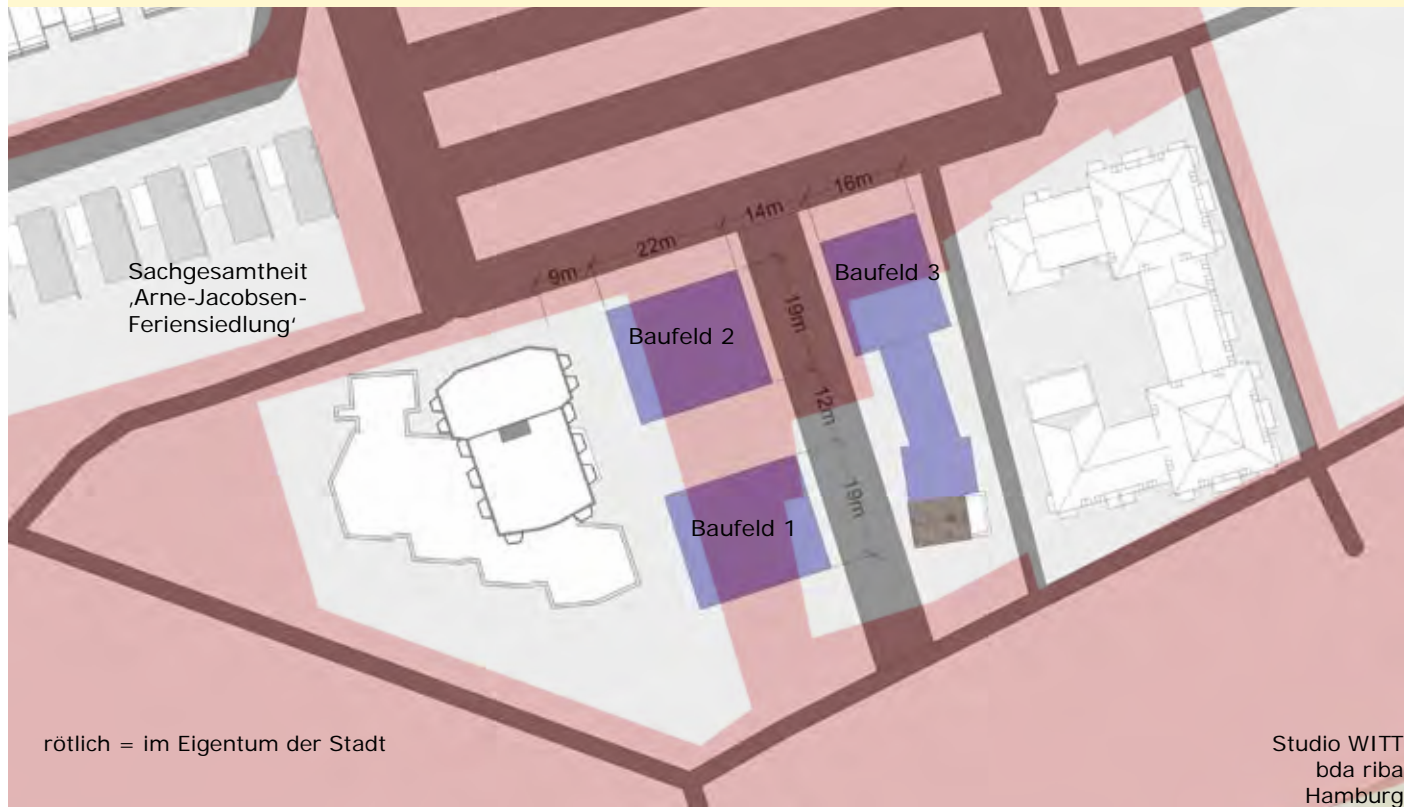 16m
14m
22m
9m
Baufeld 3
Sachgesamtheit
‚Arne-Jacobsen-
Feriensiedlung‘
19m
Baufeld 2
12m
19m
Baufeld 1
rötlich = im Eigentum der Stadt
Studio WITT
bda riba
Hamburg